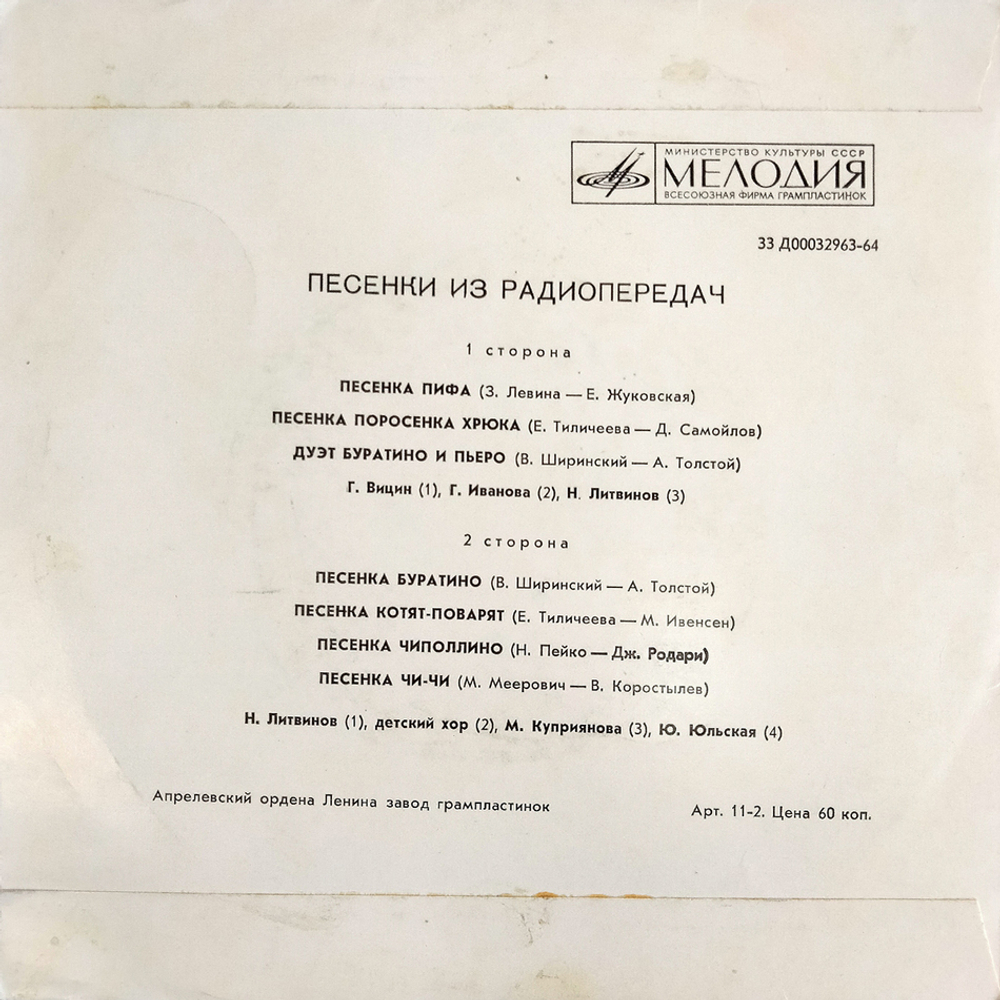 МИНИСТЕРСТВО КУЛЬТУРЫ СССР
МЕЛОДИЯ
ВСЕСОЮЗНАЯ ФИРМА ГРАМПЛАСТИНОК
33 Д00032963-64
ПЕСЕНКИ ИЗ РАДИОПЕРЕДАЧ
1 сторона
ПЕСЕНКА ПИФА (З. Левина — Е. Жуковская)
ПЕСЕНКА ПОРОСЕНКА ХРЮКА (Е. Тиличеева — Д. Самойлов)
ДУЭТ БУРАТИНО И ПЬЕРО (В. Ширинский — А. Толстой)
Г. Вицин (1), Г. Иванова (2), Н. Литвинов (3)
2 сторона
ПЕСЕНКА БУРАТИНО (В. Ширинский — А. Толстой)
ПЕСЕНКА КОТЯТ-ПОВАРЯТ (Е. Тиличеева — М. Ивенсен)
ПЕСЕНКА ЧИПОЛЛИНО (Н. Пейко — Дж. Родари)
ПЕСЕНКА ЧИ-ЧИ (М. Меерович — В. Коростылев)
Н. Литвинов (1), детский хор (2), М. Куприянова (3), Ю. Юльская (4)
Апрелевский ордена Ленина завод грампластинок
Арт. 11-2. Цена 60 коп.